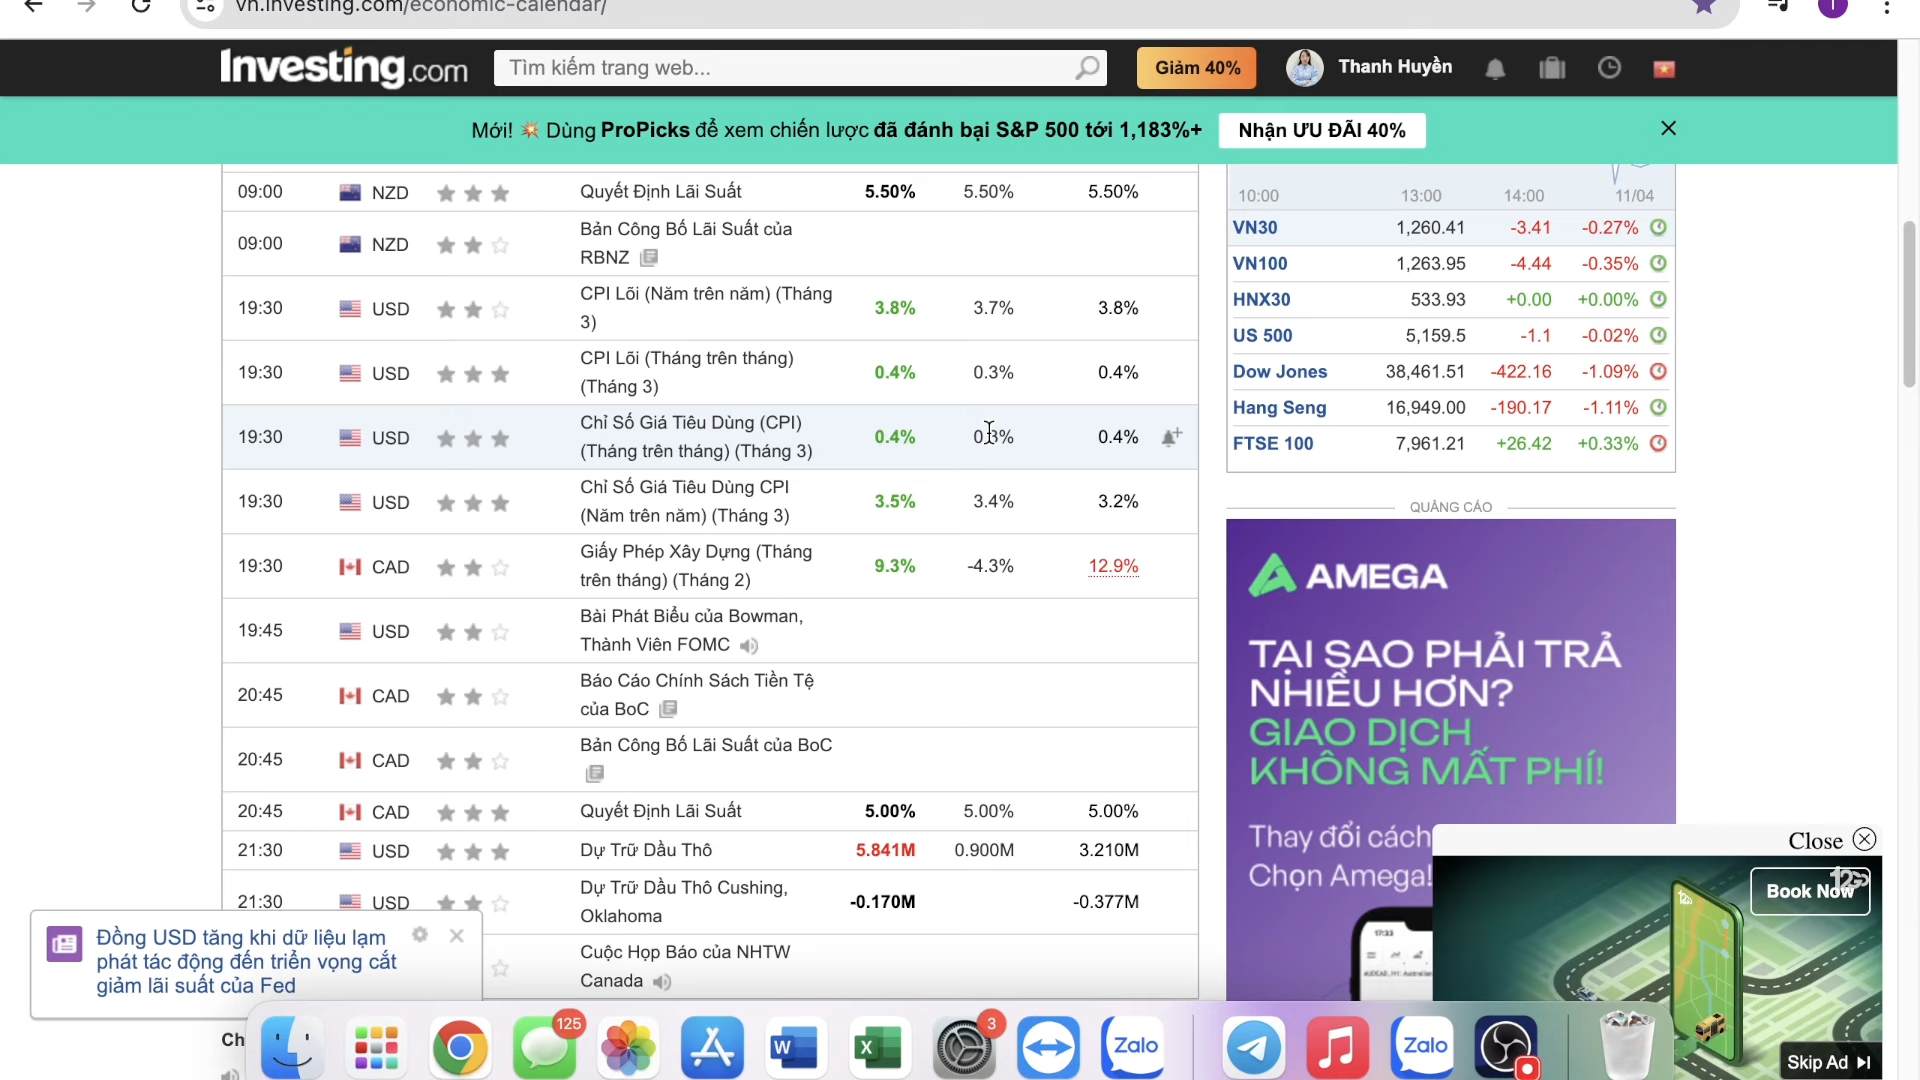 vn.investing.com/economic-calendar/
Investing.com
Tìm kiếm trang web...
Giảm 40%
Thanh Huyền
Mới! 💥 Dùng ProPicks để xem chiến lược đã đánh bại S&P 500 tới 1,183%+
Nhận ƯU ĐÃI 40%
09:00 NZD Quyết Định Lãi Suất 5.50% 5.50% 5.50%
09:00 NZD Bản Công Bố Lãi Suất của
RBNZ
19:30 USD CPI Lõi (Năm trên năm) (Tháng
3) 3.8% 3.7% 3.8%
19:30 USD CPI Lõi (Tháng trên tháng)
(Tháng 3) 0.4% 0.3% 0.4%
19:30 USD Chỉ Số Giá Tiêu Dùng (CPI)
(Tháng trên tháng) (Tháng 3) 0.4% 0.3% 0.4%
19:30 USD Chỉ Số Giá Tiêu Dùng CPI
(Năm trên năm) (Tháng 3) 3.5% 3.4% 3.2%
19:30 CAD Giấy Phép Xây Dựng (Tháng
trên tháng) (Tháng 2) 9.3% -4.3% 12.9%
19:45 USD Bài Phát Biểu của Bowman,
Thành Viên FOMC
20:45 CAD Báo Cáo Chính Sách Tiền Tệ
của BoC
20:45 CAD Bản Công Bố Lãi Suất của BoC
20:45 CAD Quyết Định Lãi Suất 5.00% 5.00% 5.00%
21:30 USD Dự Trữ Dầu Thô 5.841M 0.900M 3.210M
21:30 USD Dự Trữ Dầu Thô Cushing,
Oklahoma -0.170M -0.377M
Cuộc Họp Báo của NHTW
Canada
Ch
10:00 13:00 14:00 11/04
VN30 1,260.41 -3.41 -0.27%
VN100 1,263.95 -4.44 -0.35%
HNX30 533.93 +0.00 +0.00%
US 500 5,159.5 -1.1 -0.02%
Dow Jones 38,461.51 -422.16 -1.09%
Hang Seng 16,949.00 -190.17 -1.11%
FTSE 100 7,961.21 +26.42 +0.33%
QUẢNG CÁO
AMEGA
TẠI SAO PHẢI TRẢ
NHIỀU HƠN?
GIAO DỊCH
KHÔNG MẤT PHÍ!
Thay đổi cách
Chọn Amega!
17:33
Close
Book Now
12Go
Skip Ad
Đồng USD tăng khi dữ liệu lạm
phát tác động đến triển vọng cắt
giảm lãi suất của Fed
125
3
W
X
Zalo
Zalo